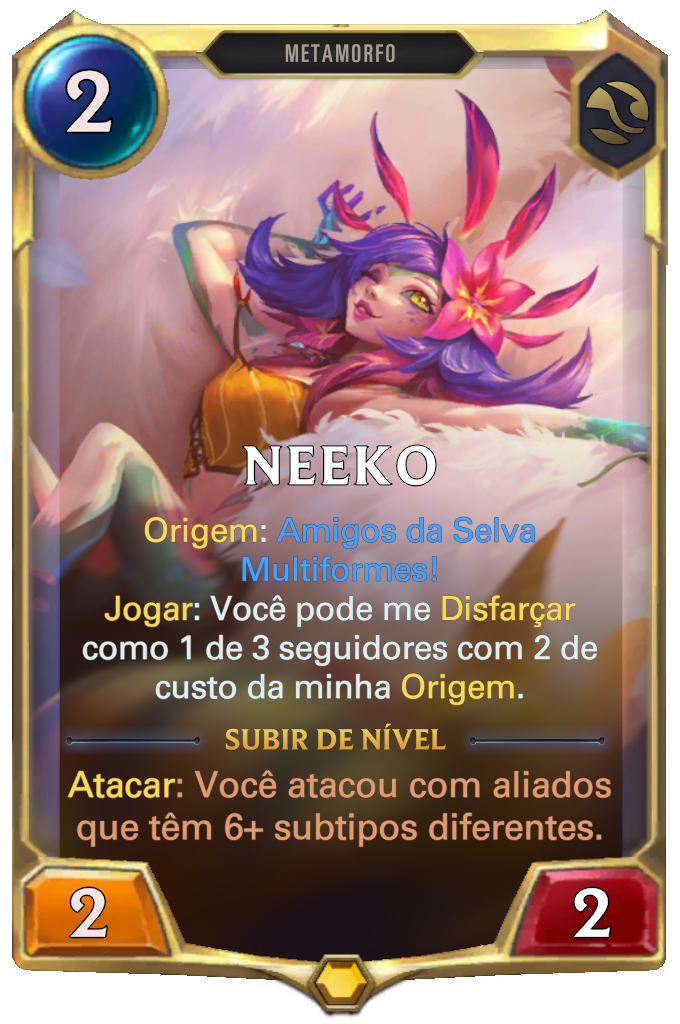 METAMORFO
2
NEEKO
Origem: Amigos da Selva
Multiformes!
Jogar: Você pode me Disfarçar
como 1 de 3 seguidores com 2 de
custo da minha Origem.
SUBIR DE NÍVEL
Atacar: Você atacou com aliados
que têm 6+ subtipos diferentes.
2 2